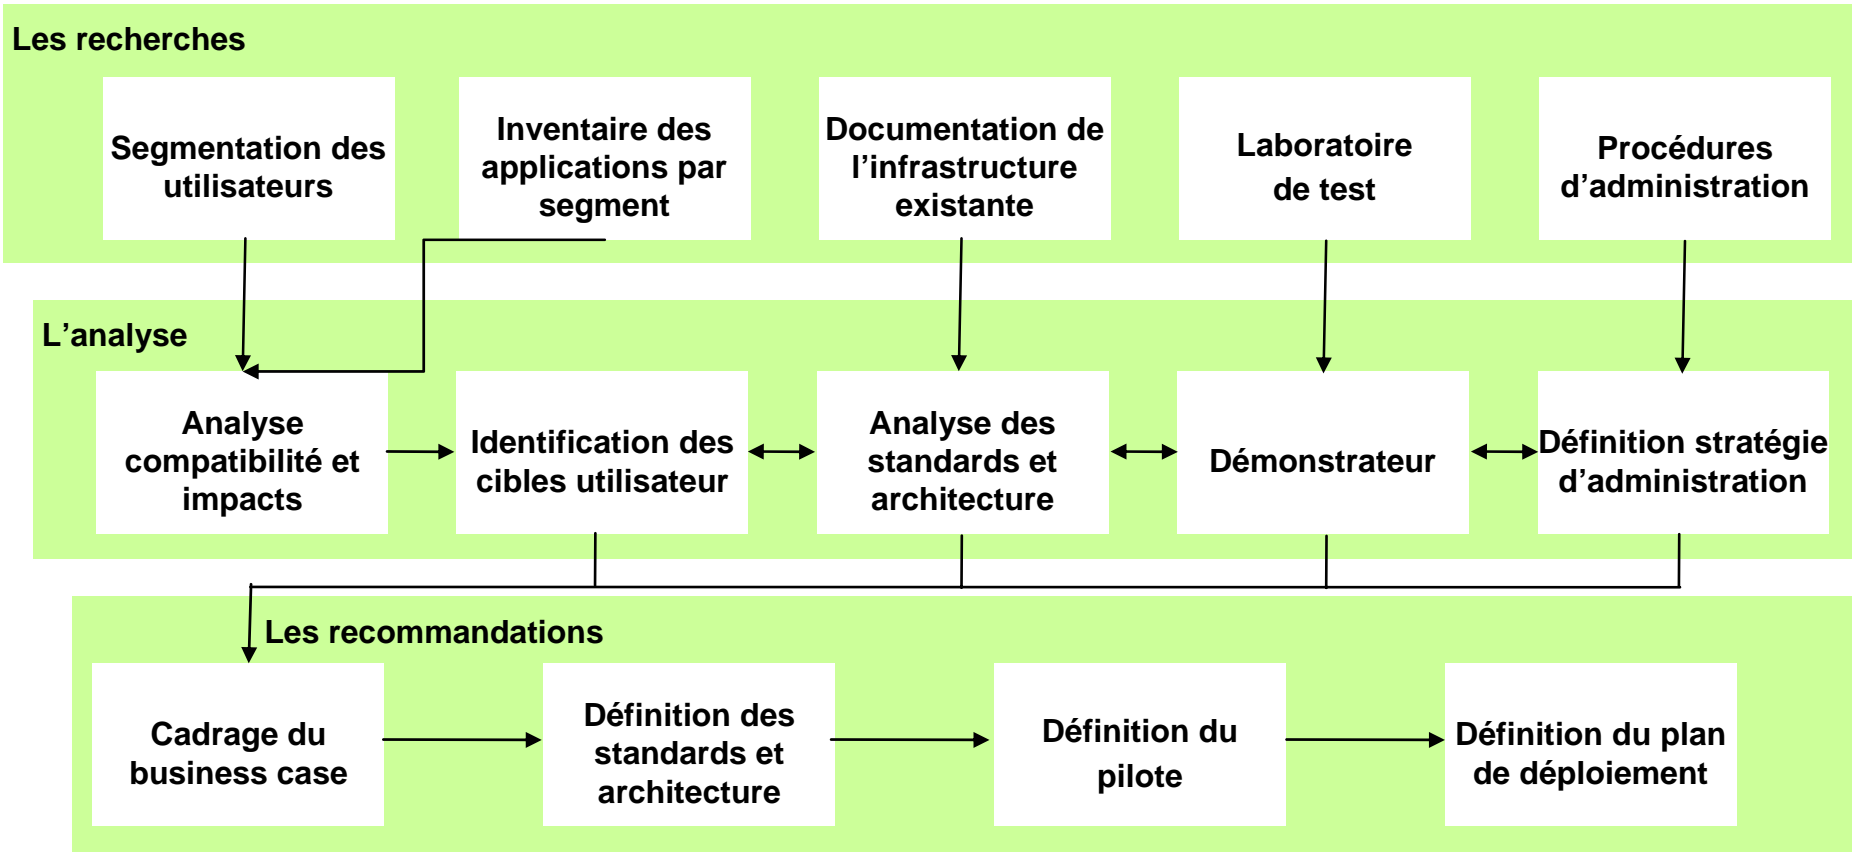 Les recherches
Segmentation des
utilisateurs
Inventaire des
applications par
segment
Documentation de
l’infrastructure
existante
Laboratoire
de test
Procédures
d’administration
L’analyse
Analyse
compatibilité et
impacts
Identification des
cibles utilisateur
Analyse des
standards et
architecture
Démonstrateur
Définition stratégie
d’administration
Les recommandations
Cadrage du
business case
Définition des
standards et
architecture
Définition du
pilote
Définition du plan
de déploiement